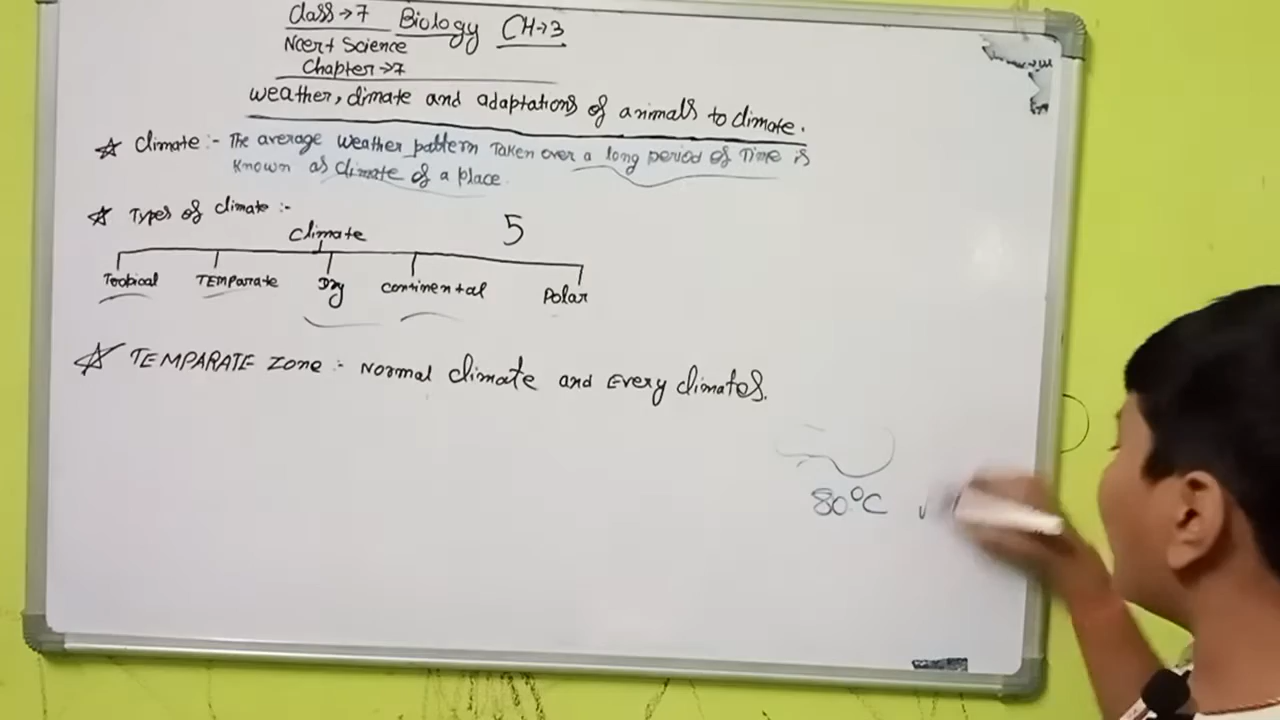 Class→7 Biology CH→3
Ncert Science
Chapter→7
weather, climate and adaptations of animals to climate.
☆ Climate :- The average weather pattern Taken over a long period of Time is
Known as Climate of a place.
☆ Types of climate :-
Climate 5
Tropical TEMParate Dry continental Polar
☆ TEMPARATE Zone :- Normal climate and Every climates.
80°C